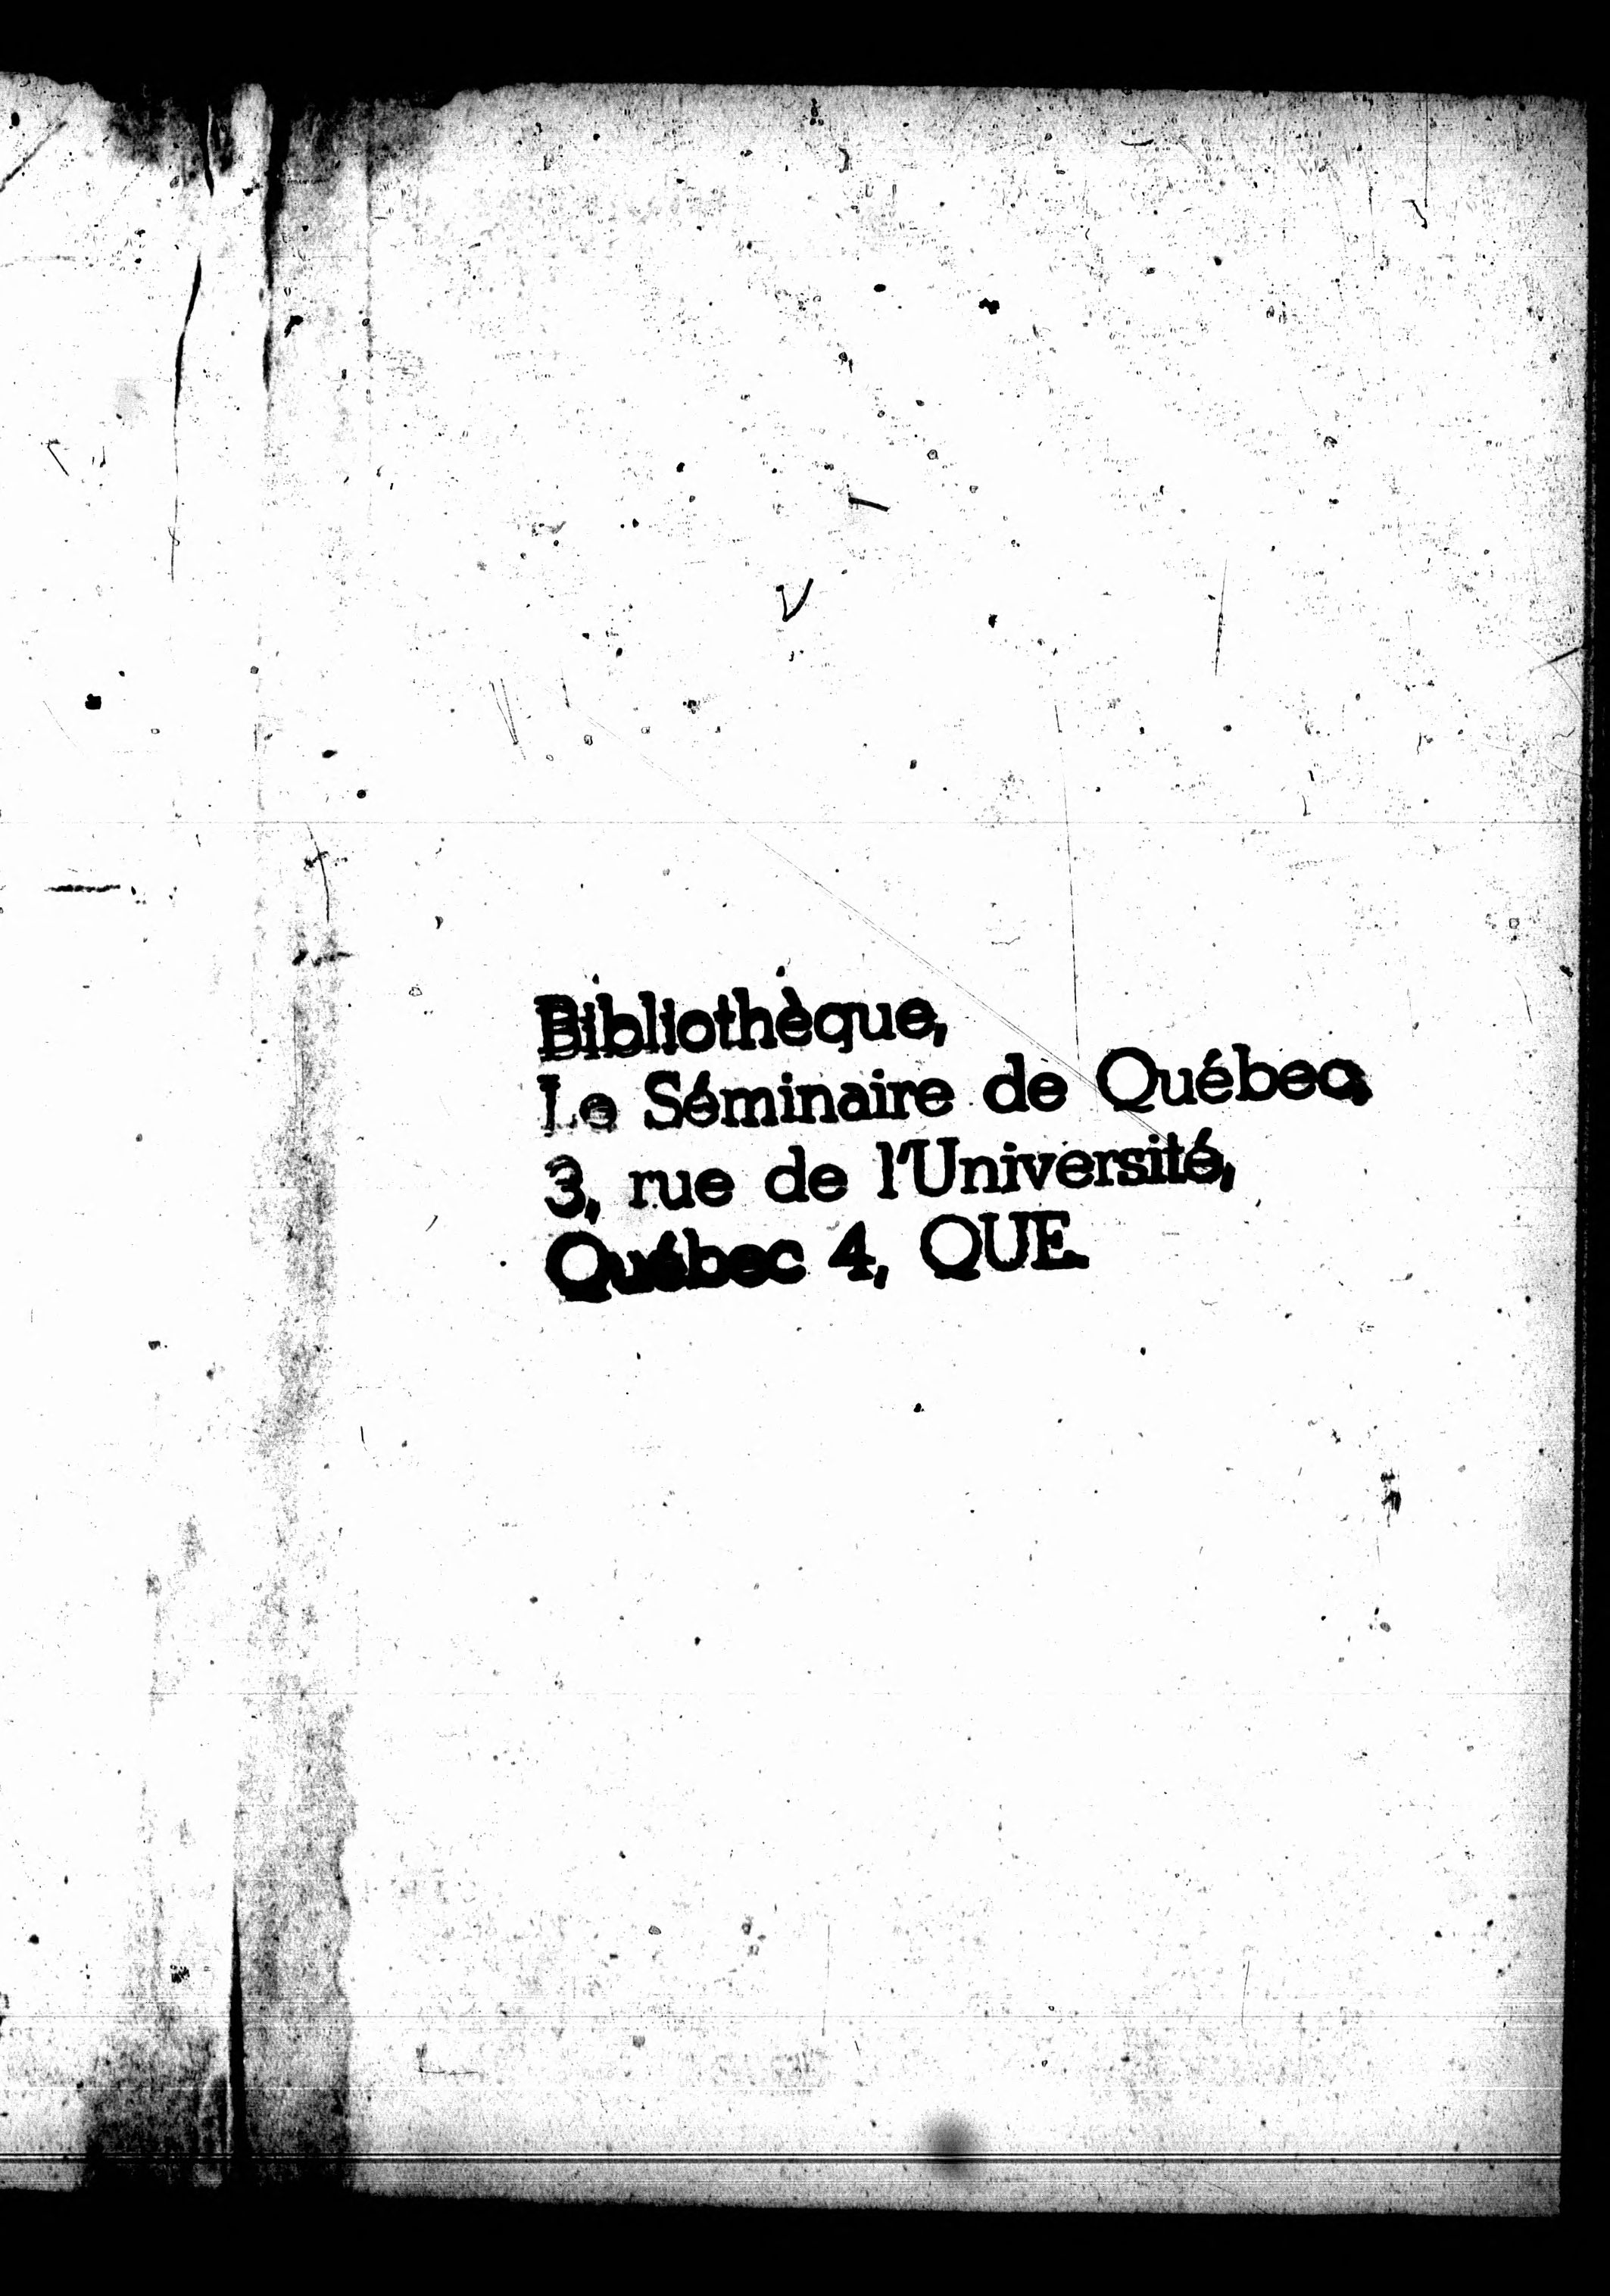 Bibliothèque,
Le Séminaire de Québec,
3, rue de l'Université,
Québec 4, QUE.